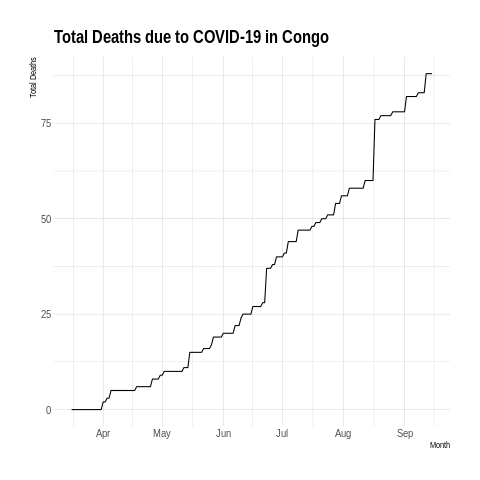 Total Deaths due to COVID-19 in Congo
Total Deaths
75
50
25
0
Apr May Jun Jul Aug Sep
Month